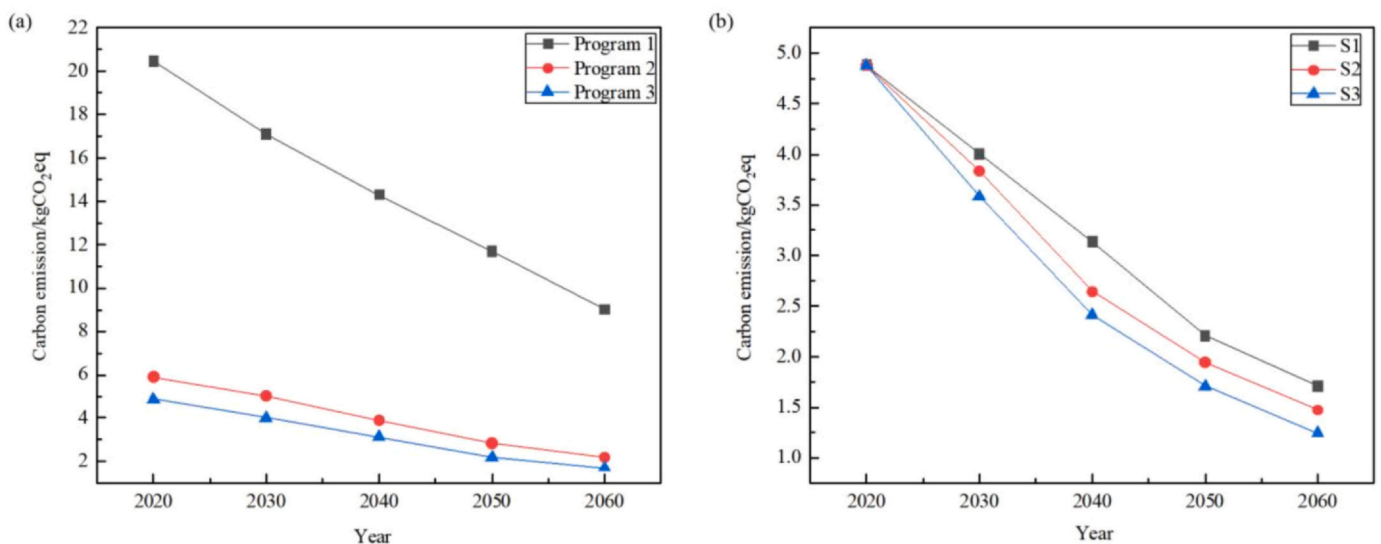 (a)
22
20
18
16
14
12
10
8
6
4
2
Carbon emission/kgCO₂eq
Program 1
Program 2
Program 3
2020 2030 2040 2050 2060
Year
(b)
5.0
4.5
4.0
3.5
3.0
2.5
2.0
1.5
1.0
Carbon emission/kgCO₂eq
S1
S2
S3
2020 2030 2040 2050 2060
Year